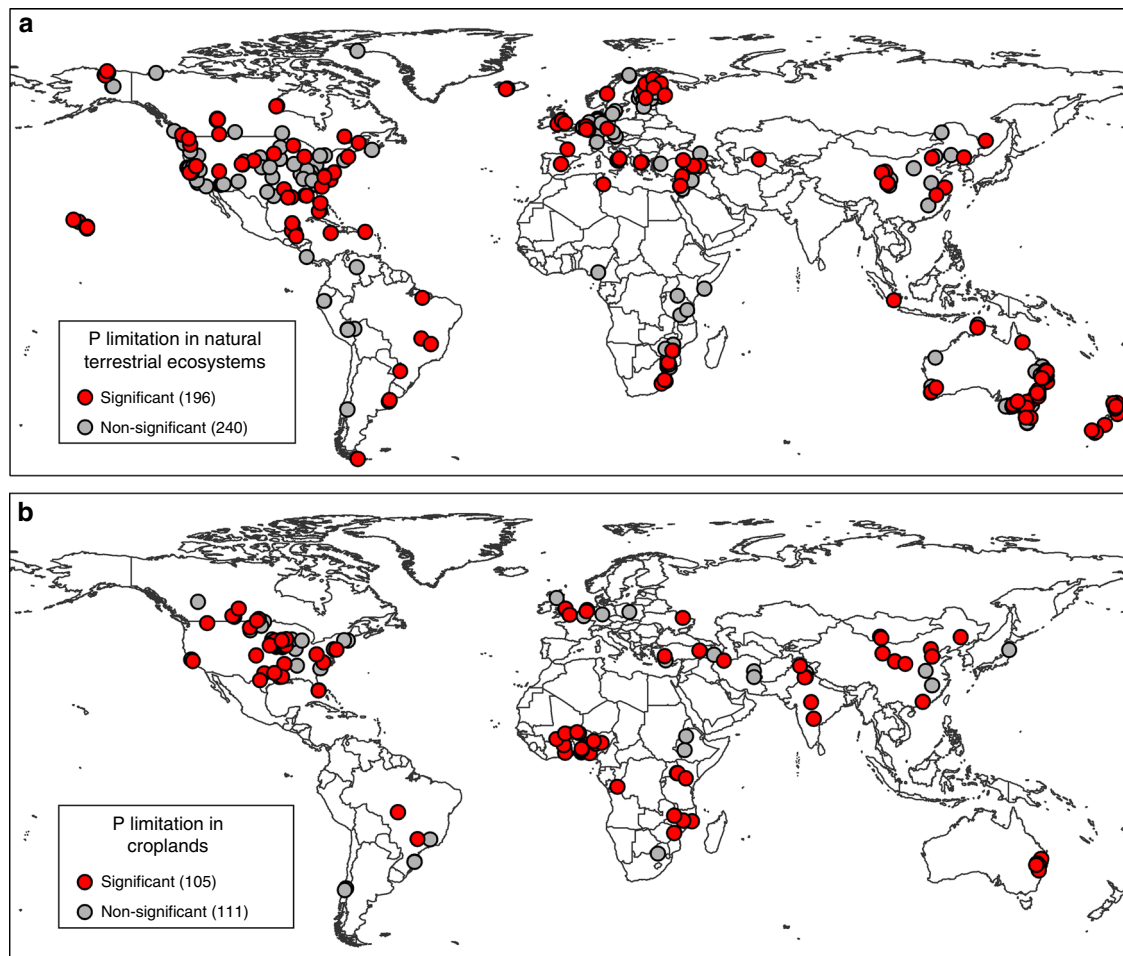 a
P limitation in natural
terrestrial ecosystems
Significant (196)
Non-significant (240)
b
P limitation in
croplands
Significant (105)
Non-significant (111)